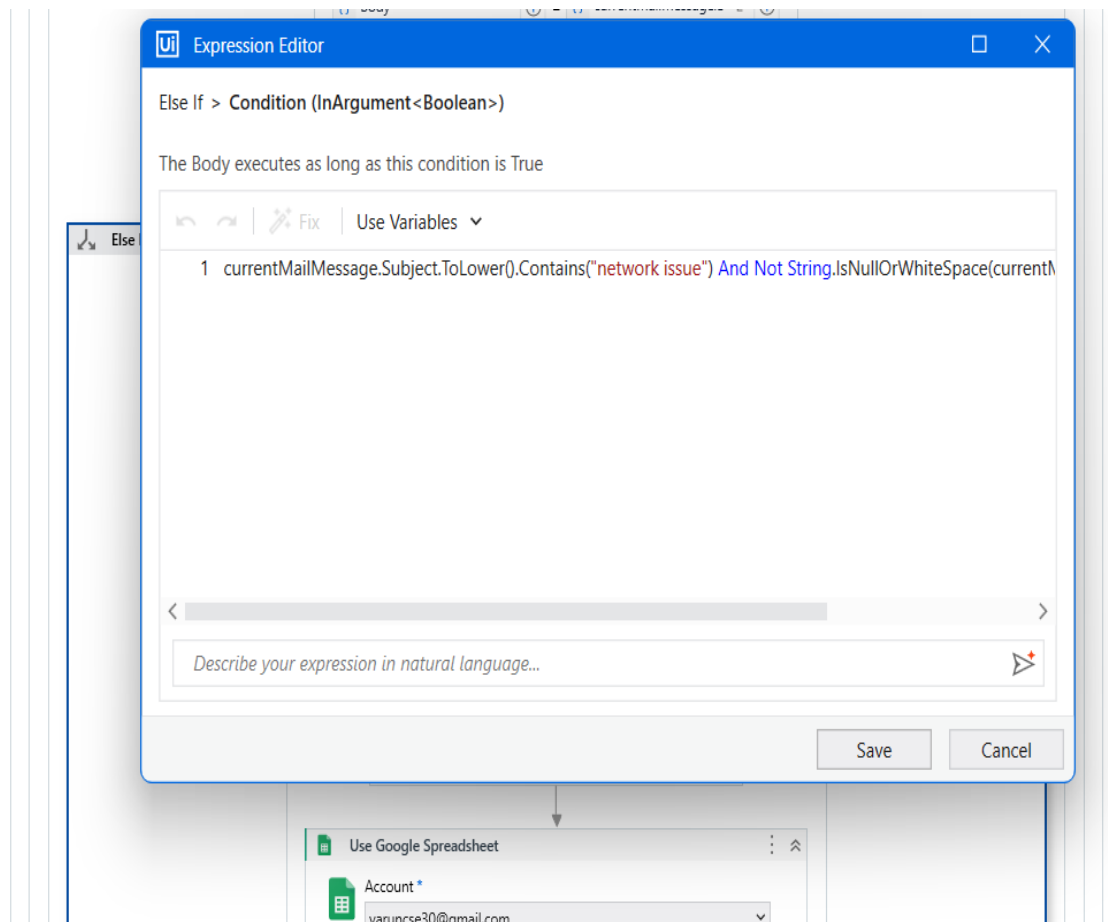 Body
Ui Expression Editor
Else If > Condition (InArgument<Boolean>)
The Body executes as long as this condition is True
Fix Use Variables
Else
1 currentMailMessage.Subject.ToLower().Contains("network issue") And Not String.IsNullOrWhiteSpace(currentM
Describe your expression in natural language...
Save Cancel
Use Google Spreadsheet
Account *
varuncse30@gmail.com